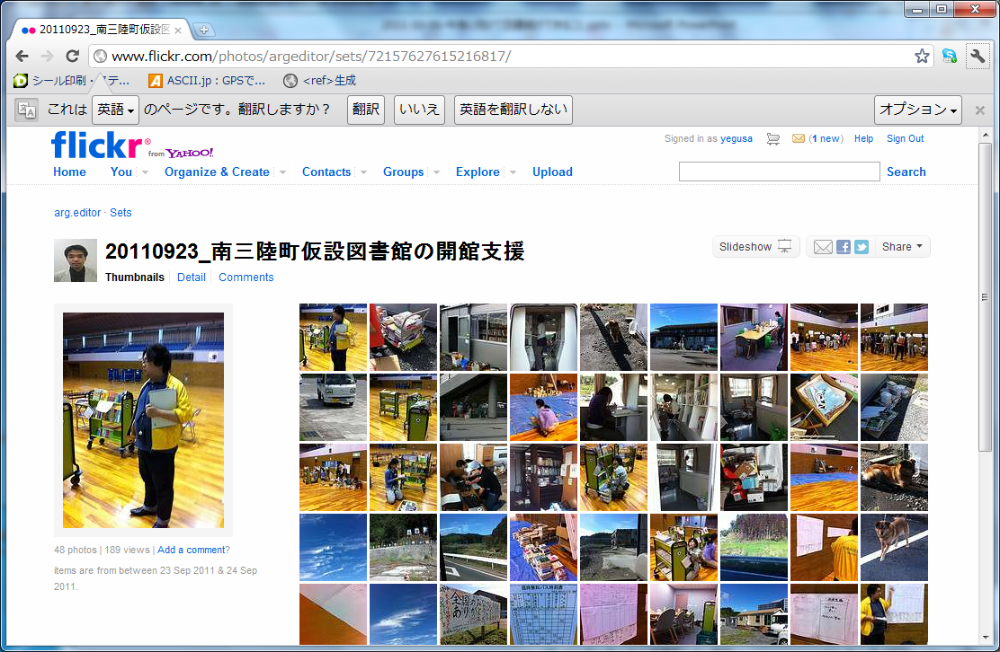 20110923_南三陸町仮設図
www.flickr.com/photos/argeditor/sets/72157627615216817/
シール印刷・
ASCII.jp：GPSで...
<ref>生成
これは 英語 のページです。翻訳しますか？ 翻訳 いいえ 英語を翻訳しない オプション
flickr® from YAHOO!
Signed in as yegusa (1 new) Help Sign Out
Home You Organize & Create Contacts Groups Explore Upload
Search
arg.editor · Sets
20110923_南三陸町仮設図書館の開館支援
Slideshow Share
Thumbnails Detail Comments
48 photos | 189 views | Add a comment?
items are from between 23 Sep 2011 & 24 Sep
2011.